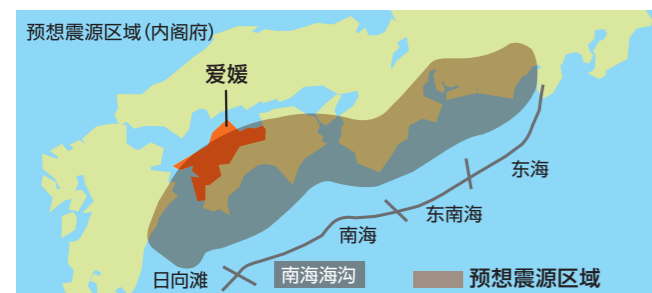 预想震源区域（内阁府）
爱媛
东海
东南海
南海
日向滩
南海海沟
预想震源区域